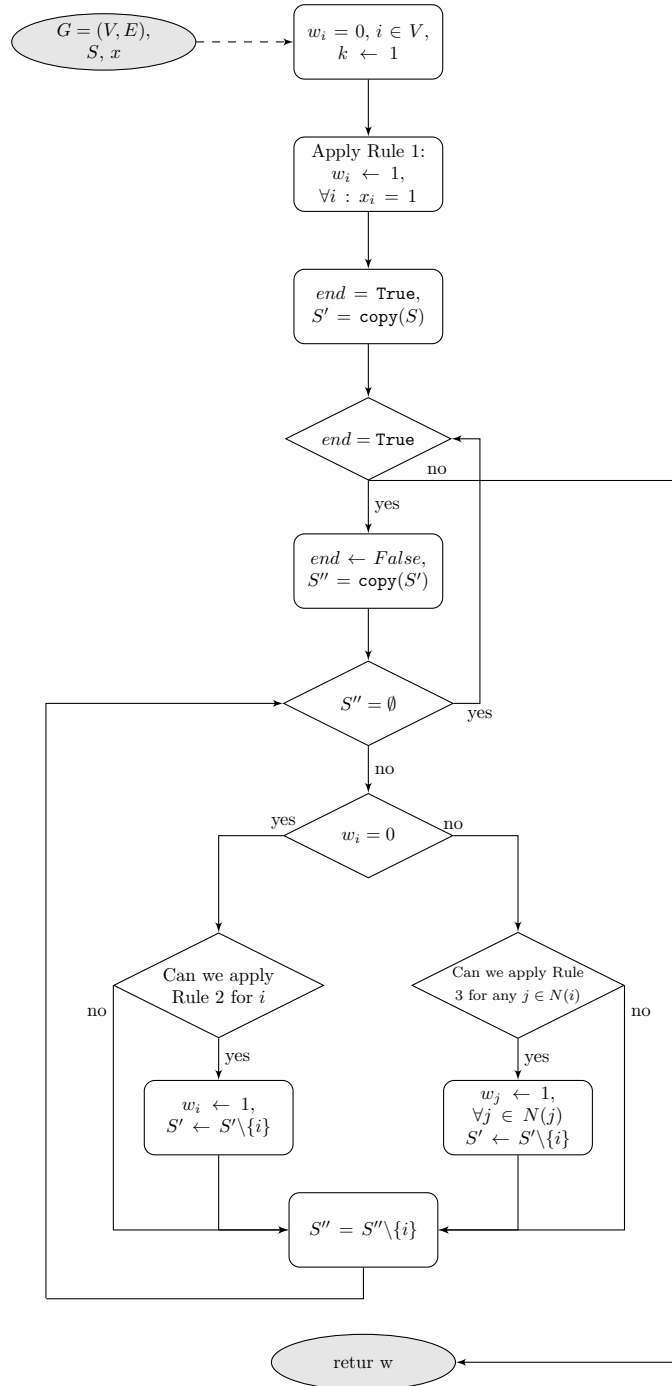 G = (V, E),
S, x
w_i = 0, i ∈ V,
k ← 1
Apply Rule 1:
w_i ← 1,
∀i : x_i = 1
end = True,
S′ = copy(S)
end = True
no
yes
end ← False,
S′′ = copy(S′)
S′′ = ∅
yes
no
yes
w_i = 0
no
Can we apply
Rule 2 for i
Can we apply Rule
3 for any j ∈ N(i)
no
no
yes
yes
w_i ← 1,
S′ ← S′\{i}
w_j ← 1,
∀j ∈ N(j)
S′ ← S′\{i}
S′′ = S′′\{i}
retur w